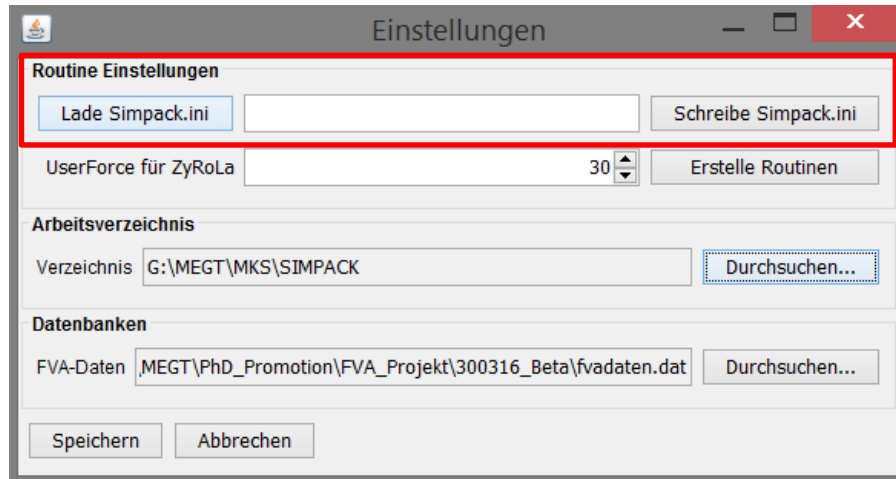 Einstellungen
Routine Einstellungen
Lade Simpack.ini Schreibe Simpack.ini
UserForce für ZyRoLa 30 Erstelle Routinen
Arbeitsverzeichnis
Verzeichnis G:\MEGT\MKS\SIMPACK Durchsuchen...
Datenbanken
FVA-Daten MEGT\PhD_Promotion\FVA_Projekt\300316_Beta\fvadaten.dat Durchsuchen...
Speichern Abbrechen